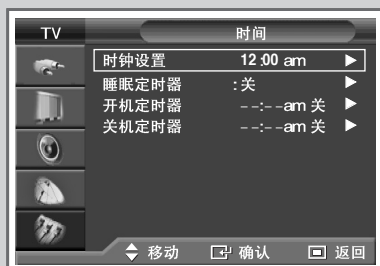 TV 时间
时钟设置 12:00 am
睡眠定时器 : 关
开机定时器 --:--am 关
关机定时器 --:--am 关
移动 确认 返回